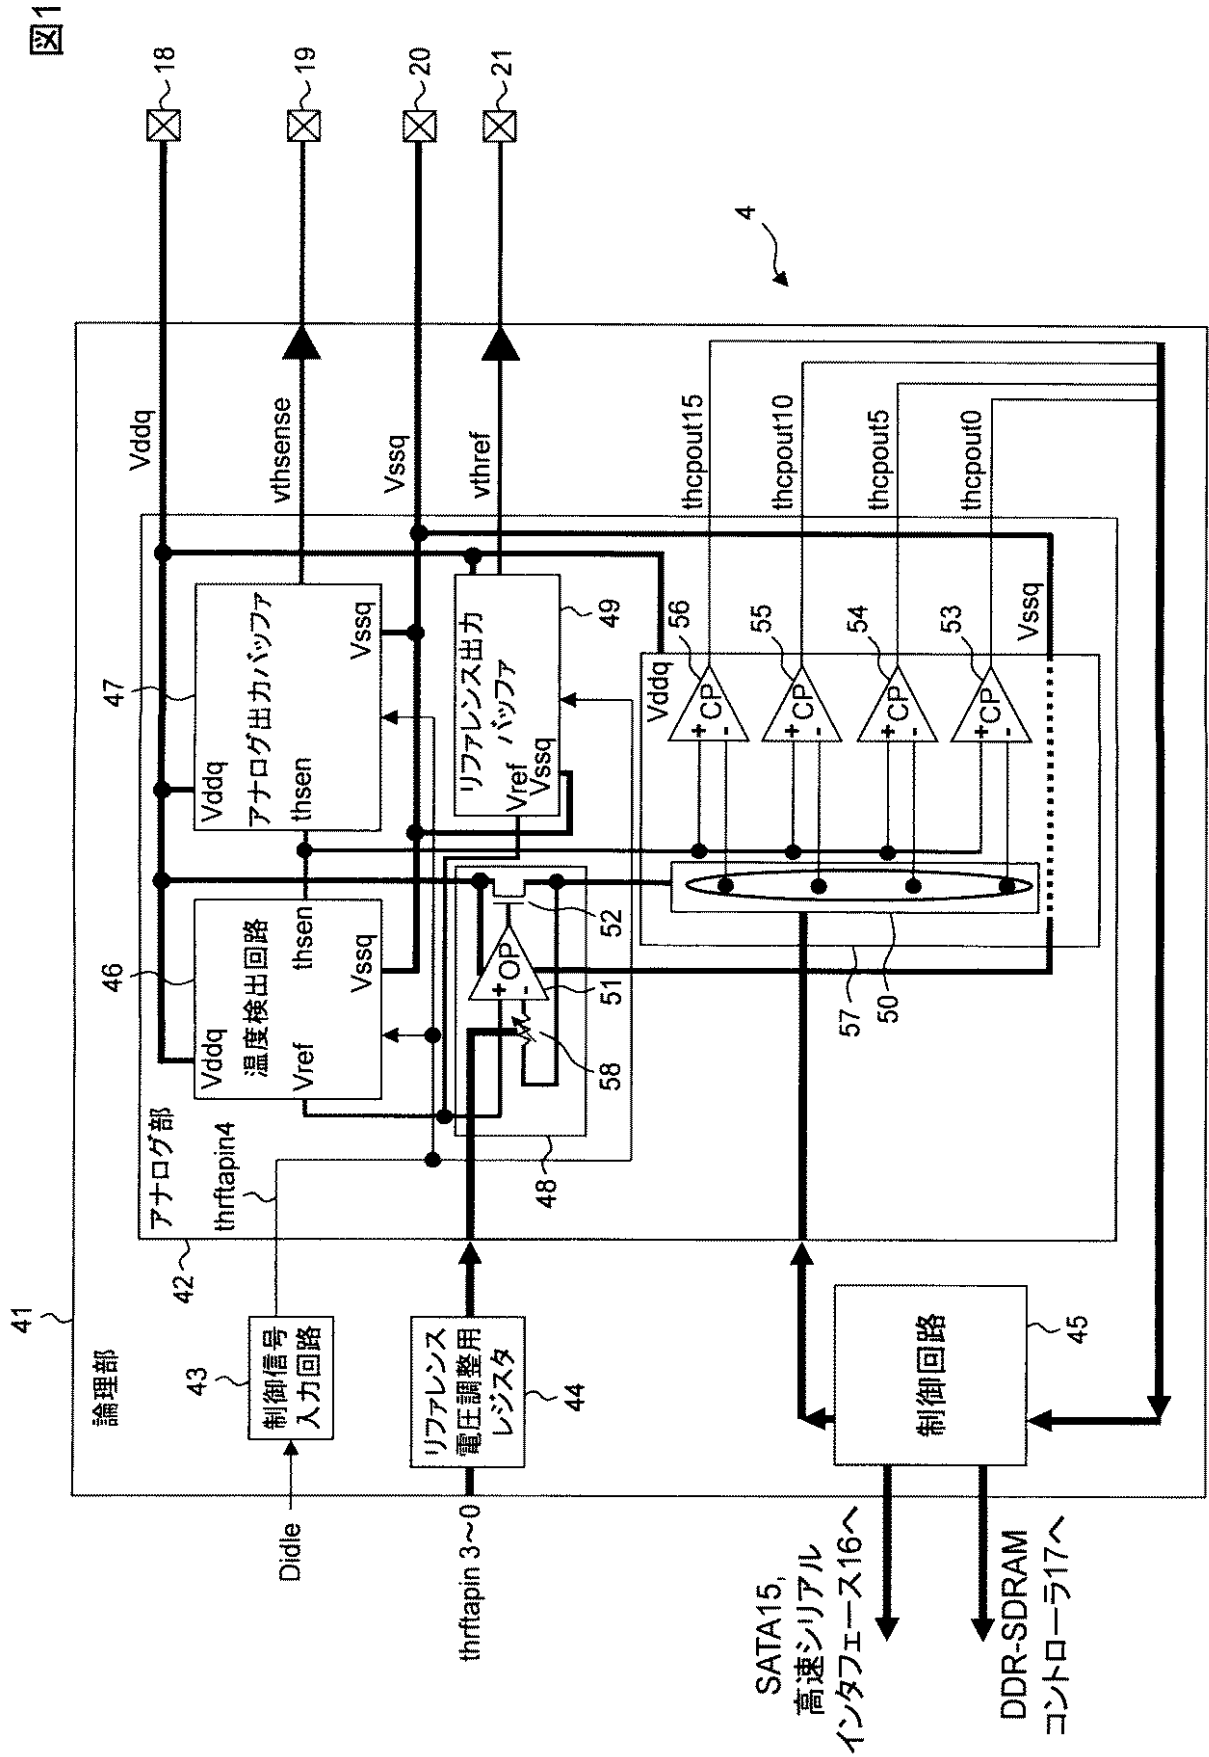 図1
41
論理部
42
アナログ部
thrftapin4
Didle
43
制御信号
入力回路
thrftapin 3～0
44
リファレンス
電圧調整用
レジスタ
46
Vddq
温度検出回路
Vref
thsen
Vssq
47
Vddq
アナログ出力バッファ
thsen
Vssq
Vddq
18
vthsense
19
Vssq
20
vthref
21
4
48
58
OP
+
-
51
52
リファレンス出力
バッファ
Vref
Vssq
49
57
50
Vddq
CP
+
-
56
thcpout15
CP
+
-
55
thcpout10
CP
+
-
54
thcpout5
CP
+
-
53
thcpout0
Vssq
制御回路
45
SATA15,
高速シリアル
インタフェース16へ
DDR-SDRAM
コントローラ17へ